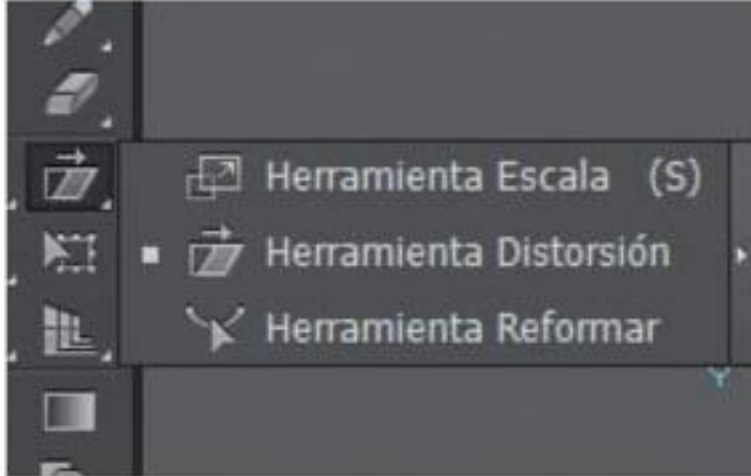 Herramienta Escala (S)
Herramienta Distorsión
Herramienta Reformar